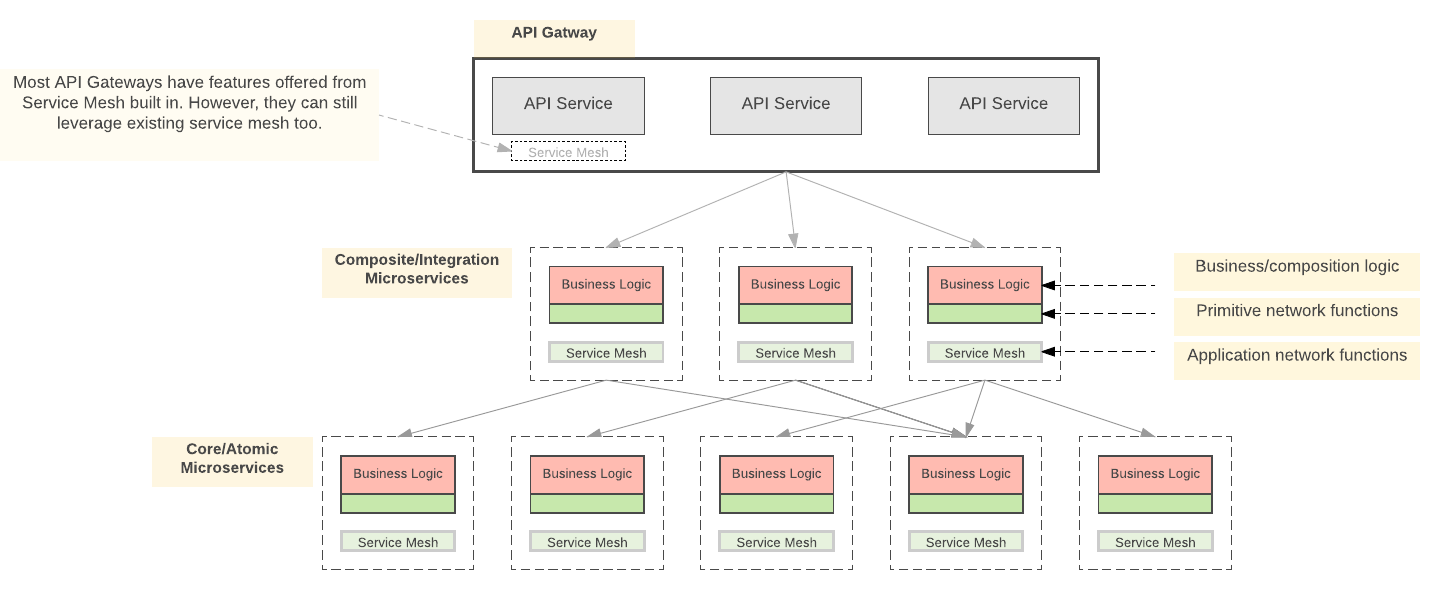 API Gatway
Most API Gateways have features offered from
Service Mesh built in. However, they can still
leverage existing service mesh too.
API Service
API Service
API Service
Service Mesh
Composite/Integration
Microservices
Business Logic
Business Logic
Business Logic
Service Mesh
Service Mesh
Service Mesh
Business/composition logic
Primitive network functions
Application network functions
Core/Atomic
Microservices
Business Logic
Business Logic
Business Logic
Business Logic
Business Logic
Service Mesh
Service Mesh
Service Mesh
Service Mesh
Service Mesh